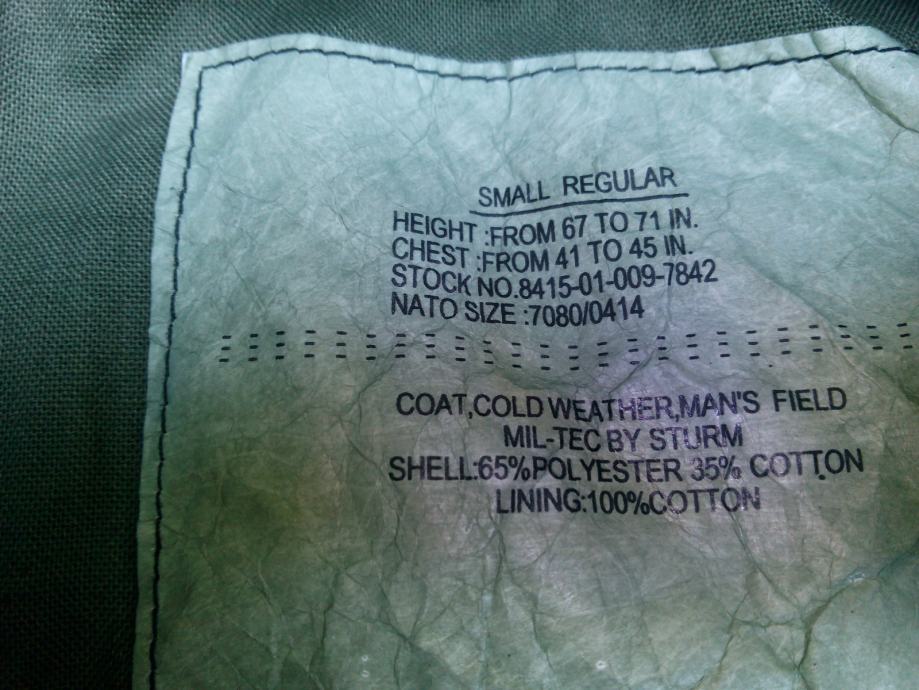 SMALL REGULAR
HEIGHT :FROM 67 TO 71 IN.
CHEST :FROM 41 TO 45 IN.
STOCK NO.8415-01-009-7842
NATO SIZE :7080/0414
COAT,COLD WEATHER,MAN'S FIELD
MIL-TEC BY STURM
SHELL:65%POLYESTER 35% COTTON
LINING:100%COTTON